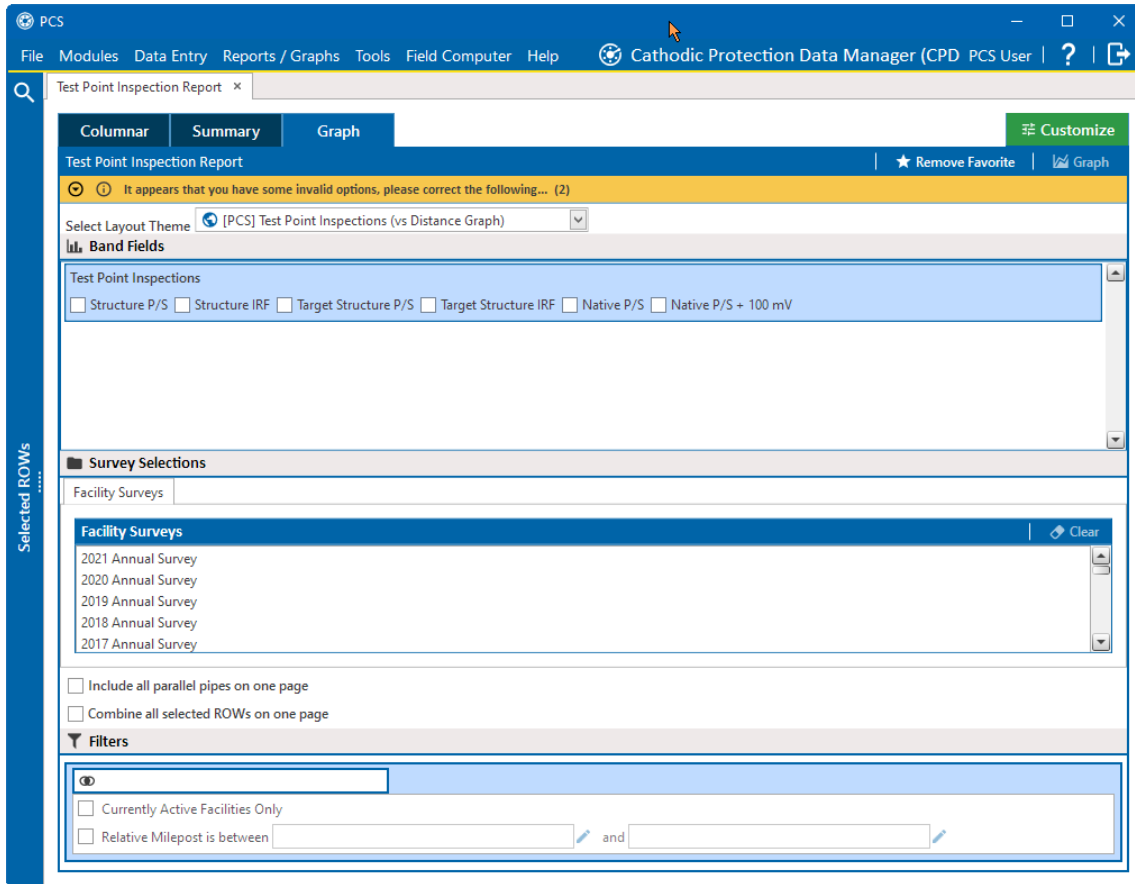 PCS
File Modules Data Entry Reports / Graphs Tools Field Computer Help Cathodic Protection Data Manager (CPD PCS User | ? |
Test Point Inspection Report ×
Columnar Summary Graph Customize
Test Point Inspection Report | Remove Favorite | Graph
It appears that you have some invalid options, please correct the following... (2)
Select Layout Theme [PCS] Test Point Inspections (vs Distance Graph)
Band Fields
Test Point Inspections
Structure P/S Structure IRF Target Structure P/S Target Structure IRF Native P/S Native P/S + 100 mV
Selected ROWs
Survey Selections
Facility Surveys
Facility Surveys | Clear
2021 Annual Survey
2020 Annual Survey
2019 Annual Survey
2018 Annual Survey
2017 Annual Survey
Include all parallel pipes on one page
Combine all selected ROWs on one page
Filters
Currently Active Facilities Only
Relative Milepost is between and